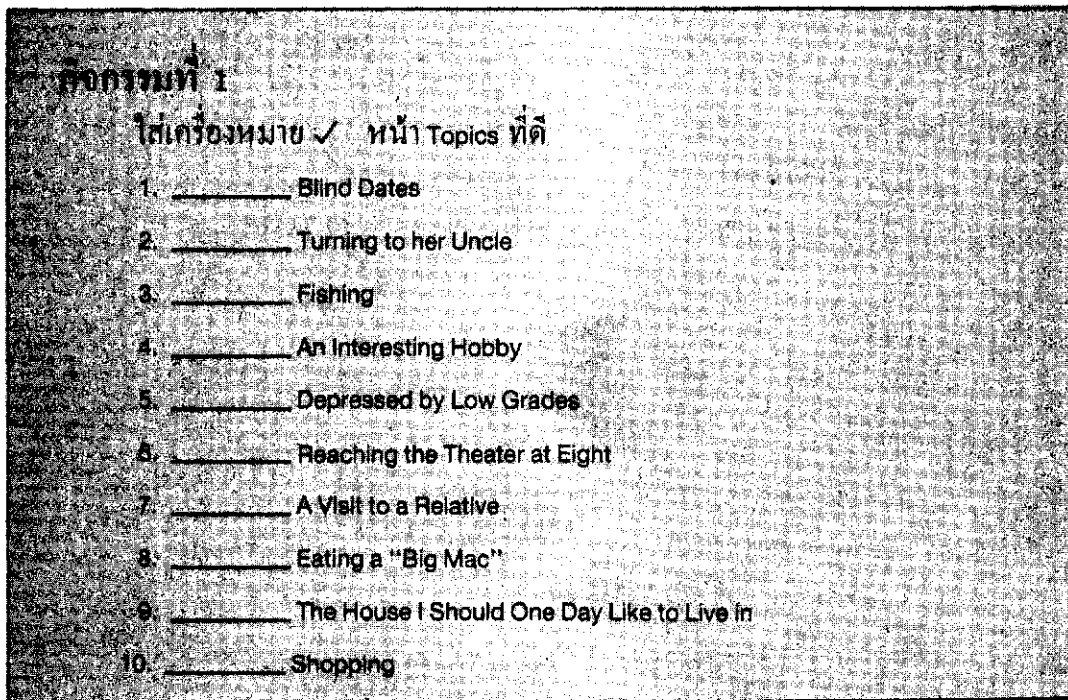 กิจกรรมที่ 1
ใส่เครื่องหมาย ✓ หน้า Topics ที่ดี
1. ________ Blind Dates
2. ________ Turning to her Uncle
3. ________ Fishing
4. ________ An Interesting Hobby
5. ________ Depressed by Low Grades
6. ________ Reaching the Theater at Eight
7. ________ A Visit to a Relative
8. ________ Eating a "Big Mac"
9. ________ The House I Should One Day Like to Live in
10. ________ Shopping